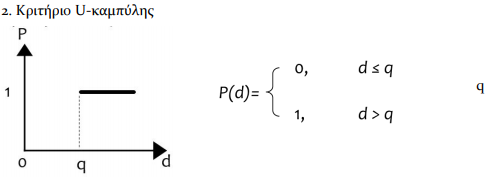 2. Κριτήριο U-καμπύλης
P
1
0 q d
P(d)= { 0, d ≤ q
1, d > q
q